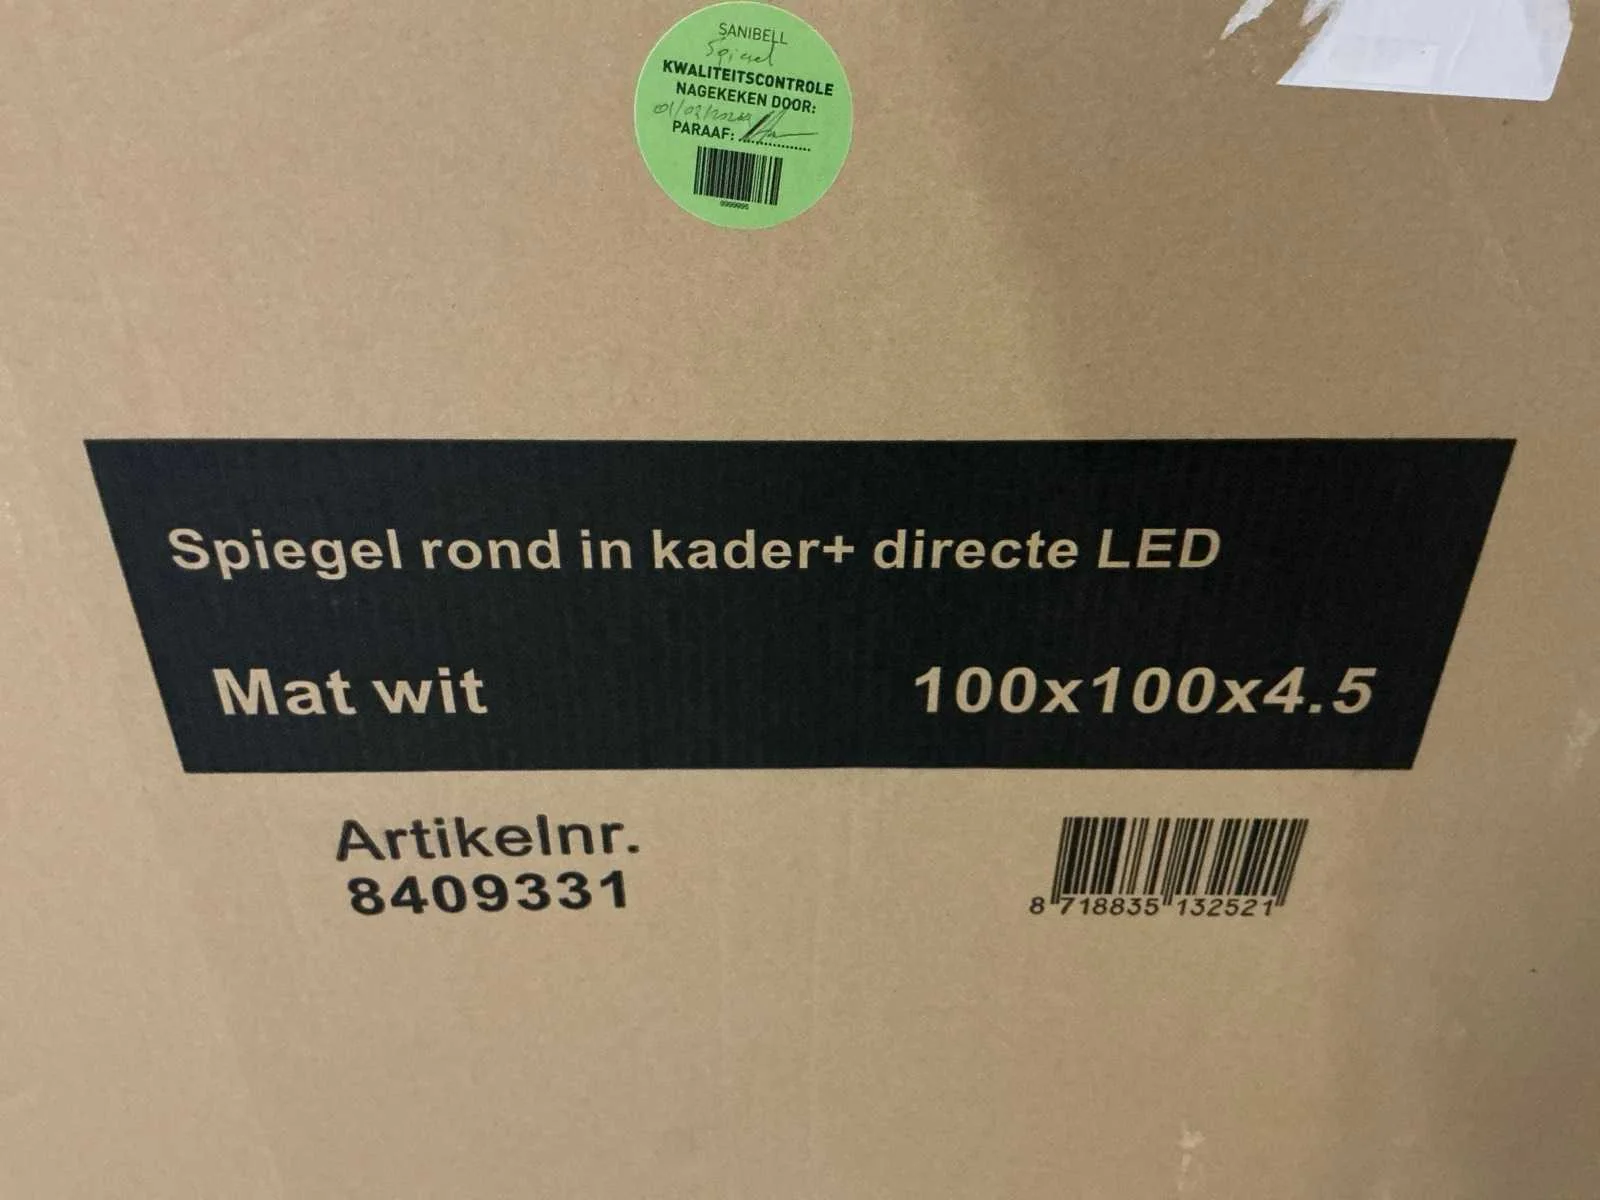 SANIBELL
Spiegel
KWALITEITSCONTROLE
NAGEKEKEN DOOR:
PARAAF:
9999995
Spiegel rond in kader+ directe LED
Mat wit
100x100x4.5
Artikelnr.
8409331
8 718835 132521